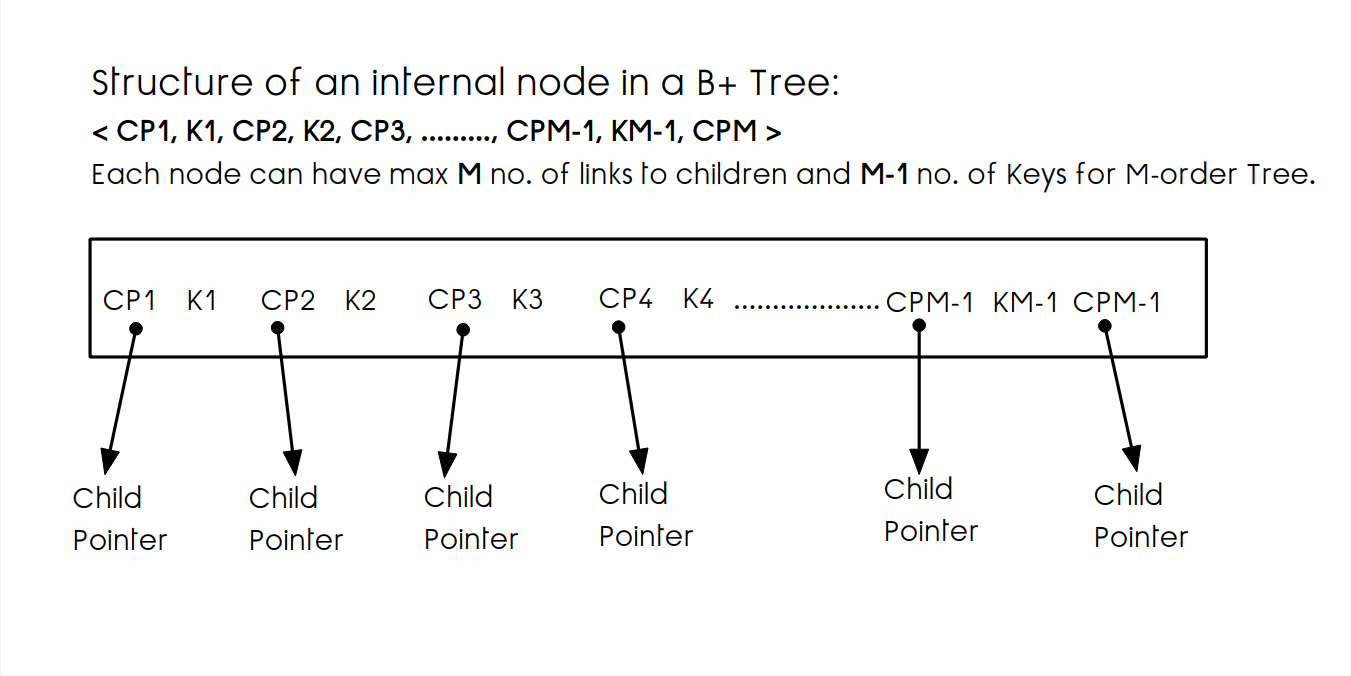 Structure of an internal node in a B+ Tree:
< CP1, K1, CP2, K2, CP3, ........., CPM-1, KM-1, CPM >
Each node can have max M no. of links to children and M-1 no. of Keys for M-order Tree.
CP1 K1 CP2 K2 CP3 K3 CP4 K4 ................... CPM-1 KM-1 CPM-1
Child Child Child Child Child Child
Pointer Pointer Pointer Pointer Pointer Pointer